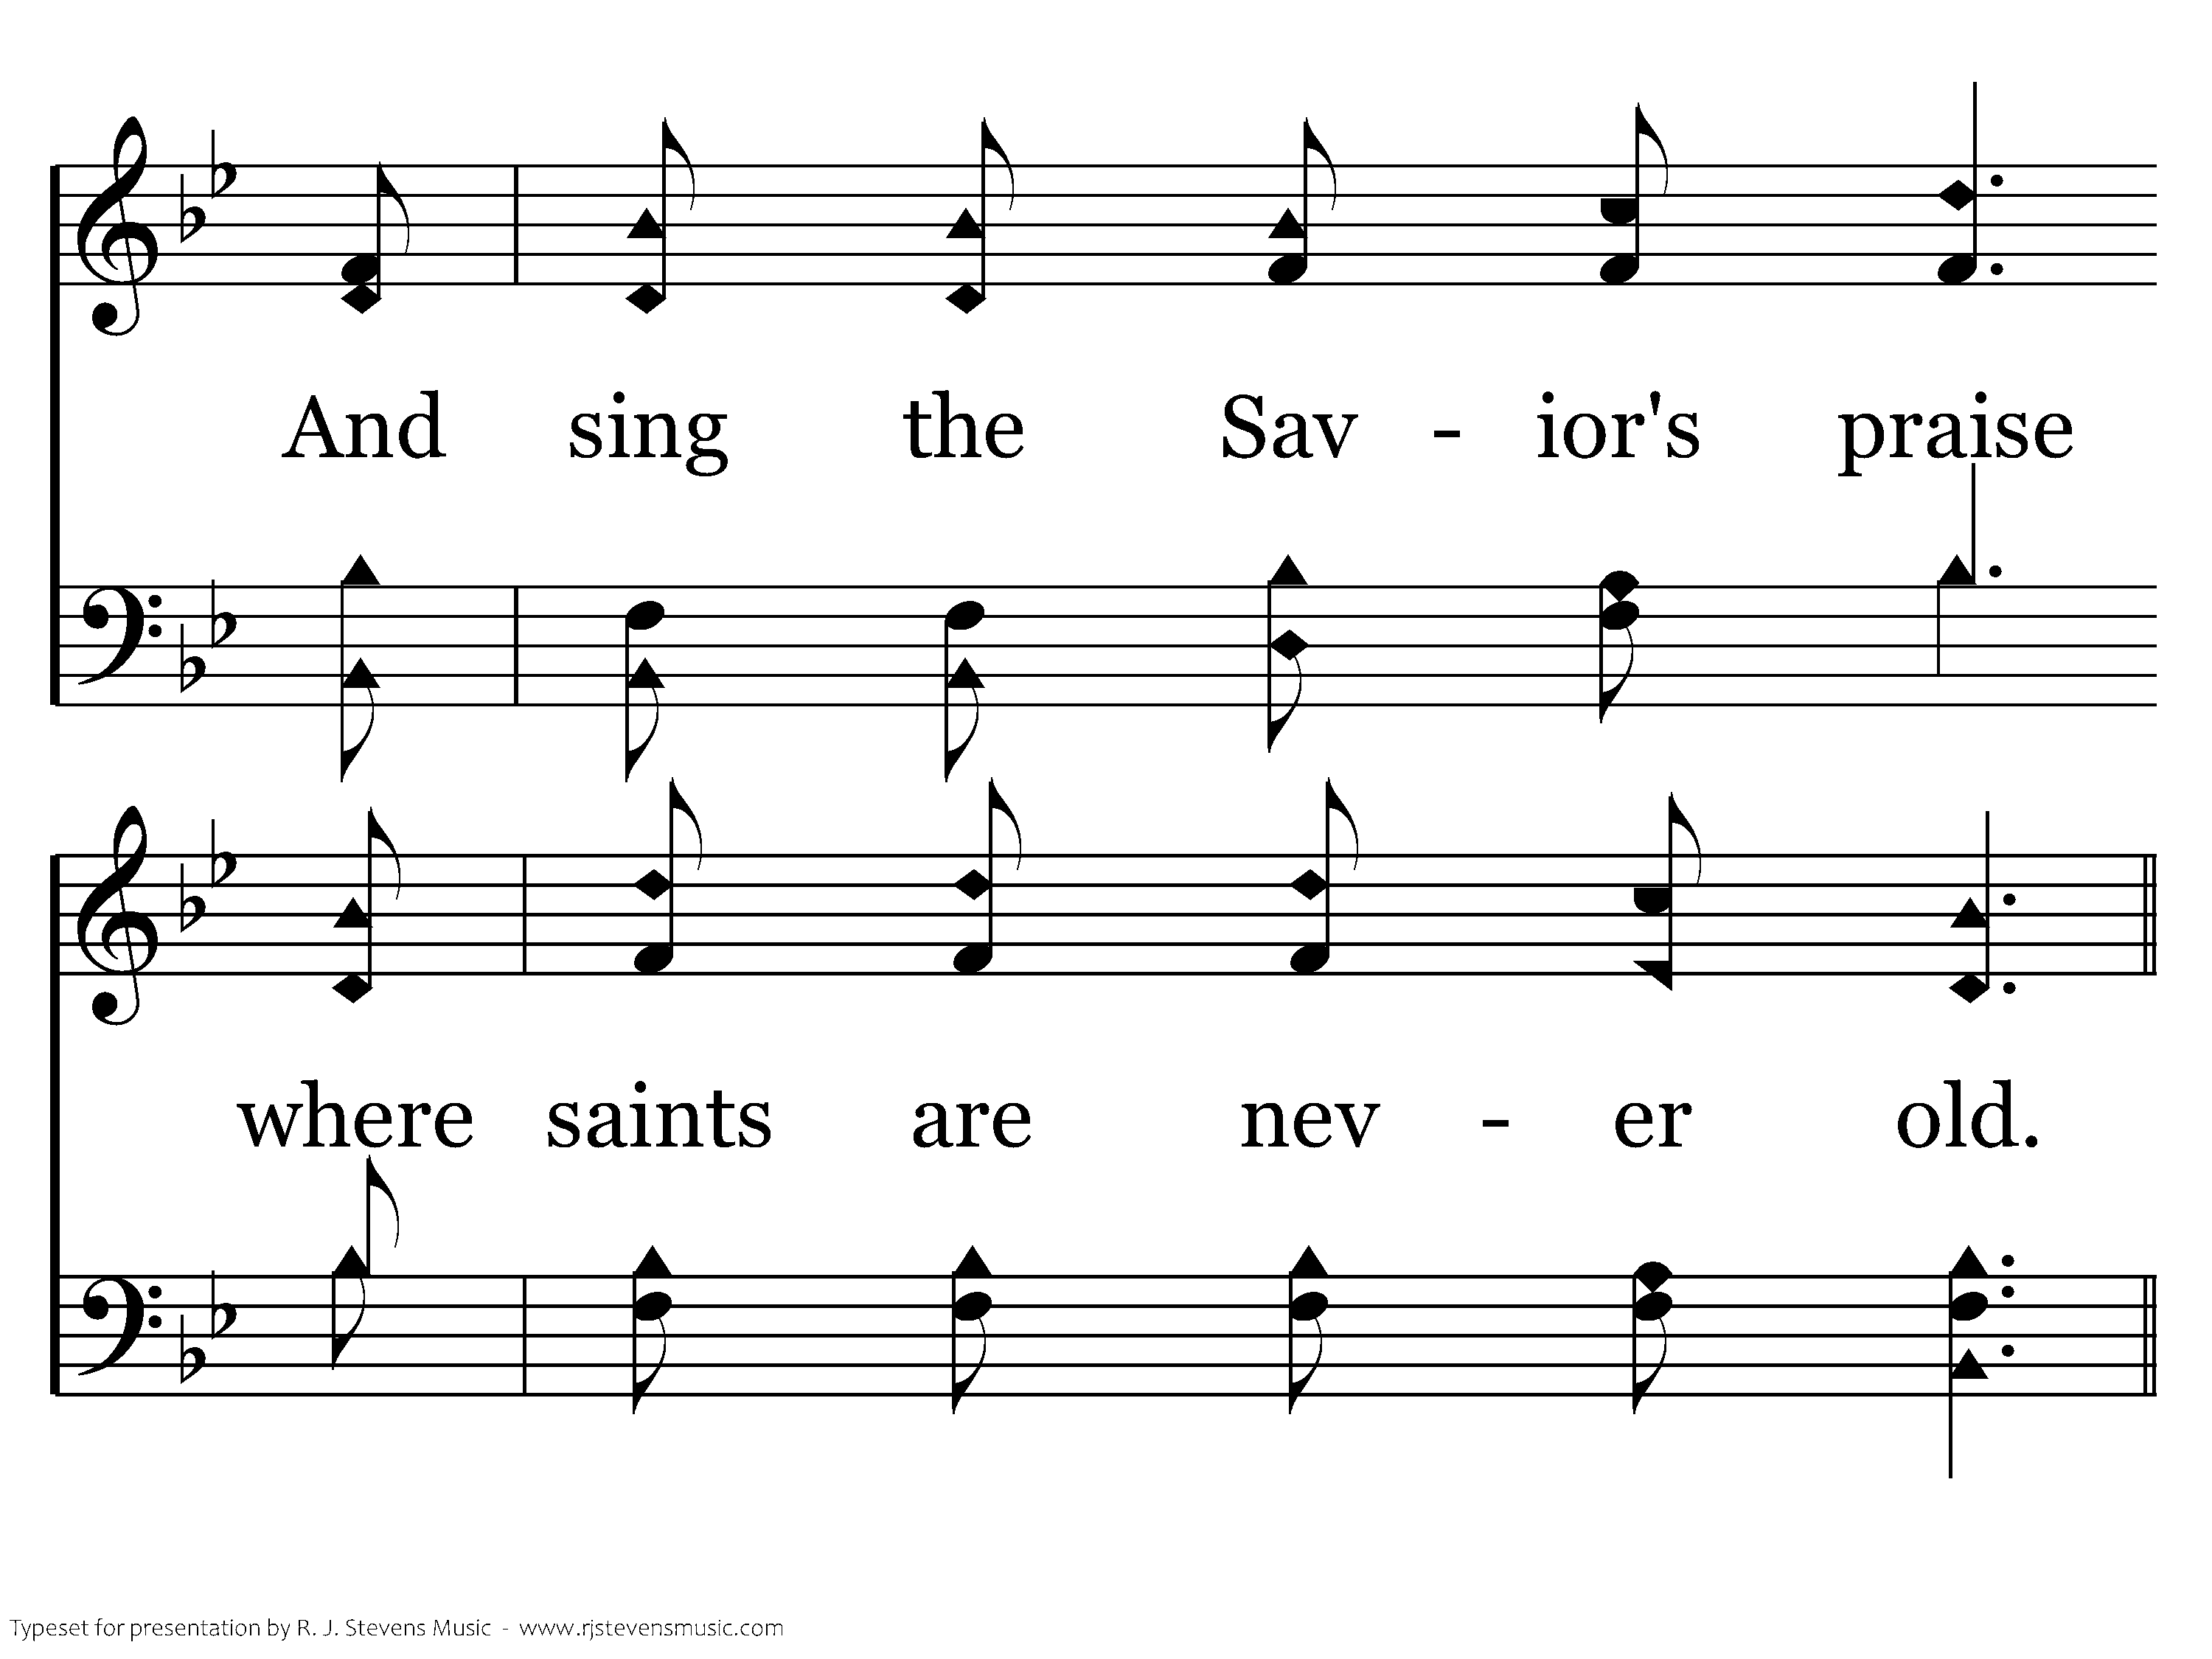 And sing the Sav - ior's praise
where saints are nev - er old.
Typeset for presentation by R. J. Stevens Music - www.rjstevensmusic.com